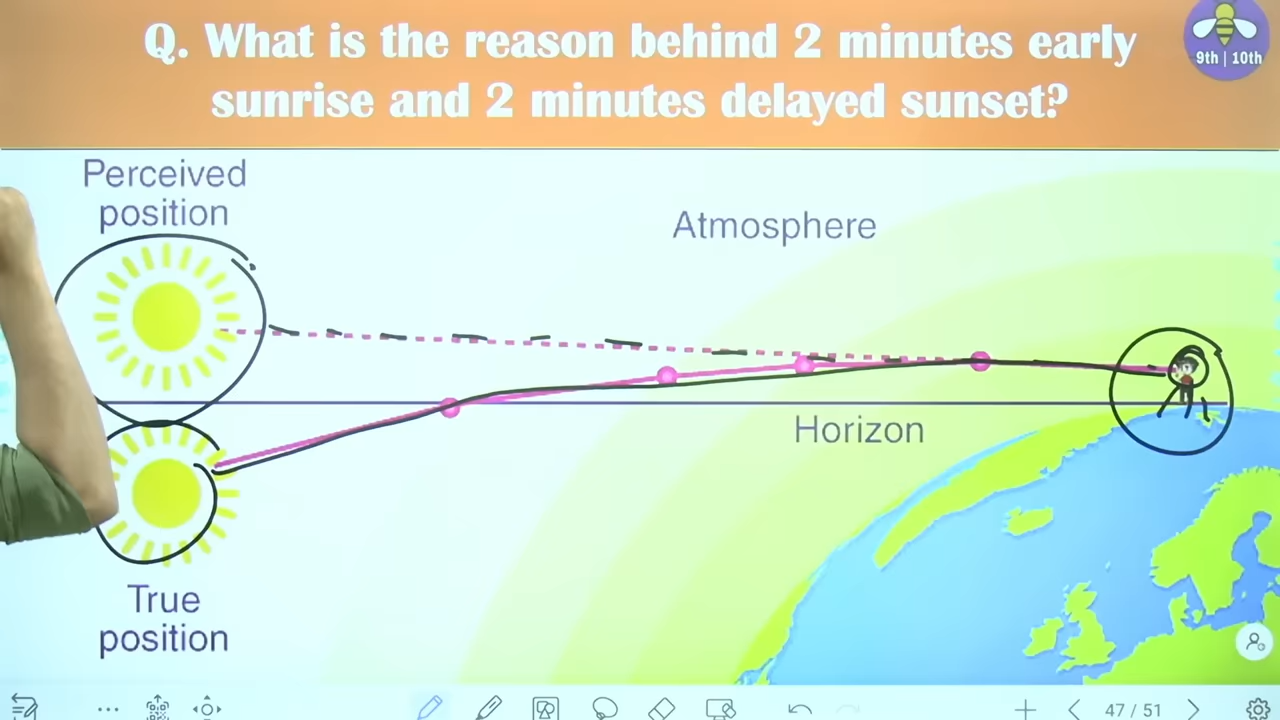 Q. What is the reason behind 2 minutes early
sunrise and 2 minutes delayed sunset?
9th | 10th
Perceived
position
Atmosphere
Horizon
True
position
47 / 51